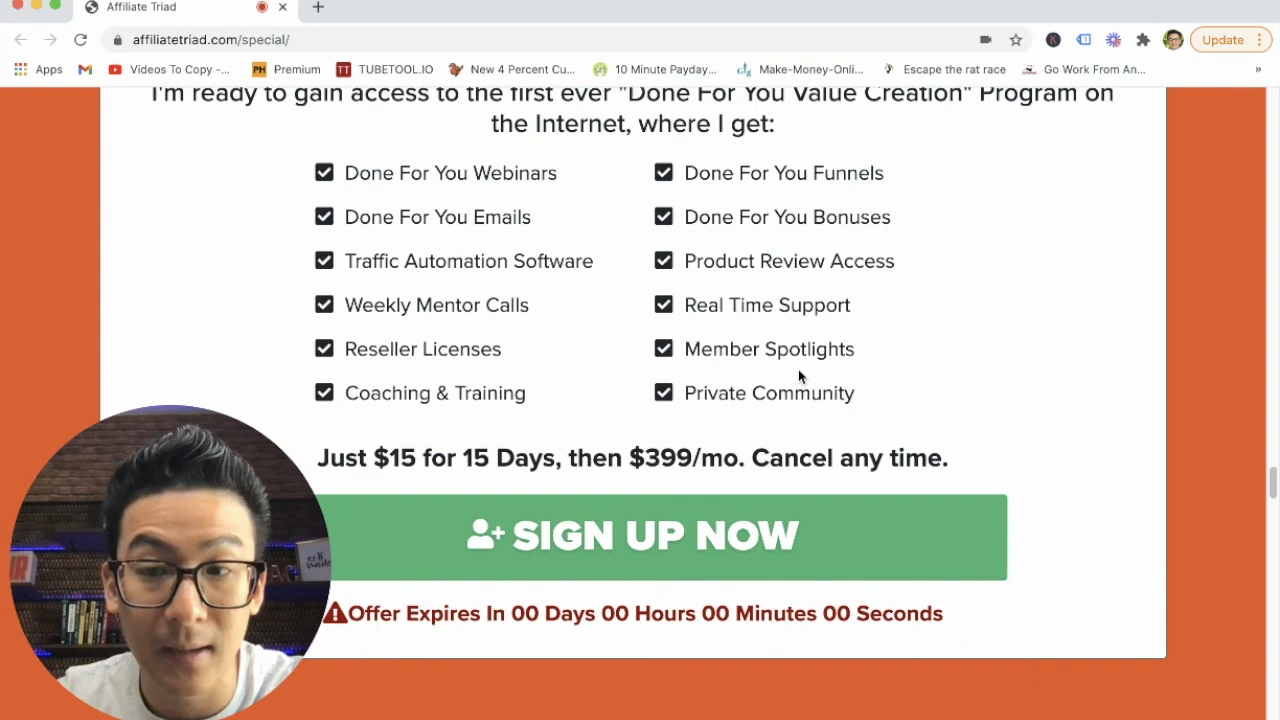 Affiliate Triad
affiliatetriad.com/special/
Update
Apps
Videos To Copy -...
PH Premium
TT TUBETOOL.IO
New 4 Percent Cu...
10 Minute Payday...
Make-Money-Onli...
Escape the rat race
Go Work From An...
»
I'm ready to gain access to the first ever "Done For You Value Creation" Program on
the Internet, where I get:
Done For You Webinars
Done For You Funnels
Done For You Emails
Done For You Bonuses
Traffic Automation Software
Product Review Access
Weekly Mentor Calls
Real Time Support
Reseller Licenses
Member Spotlights
Coaching & Training
Private Community
Just $15 for 15 Days, then $399/mo. Cancel any time.
SIGN UP NOW
Offer Expires In 00 Days 00 Hours 00 Minutes 00 Seconds